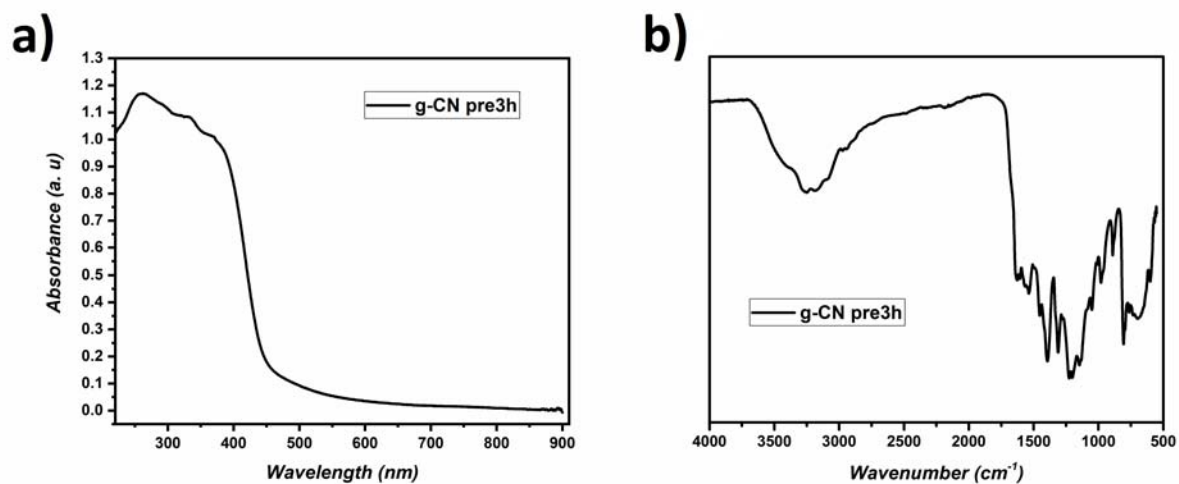 a)
1.3
1.2
1.1
1.0
0.9
0.8
0.7
0.6
0.5
0.4
0.3
0.2
0.1
0.0
Absorbance (a. u)
g-CN pre3h
300 400 500 600 700 800 900
Wavelength (nm)
b)
g-CN pre3h
4000 3500 3000 2500 2000 1500 1000 500
Wavenumber (cm⁻¹)